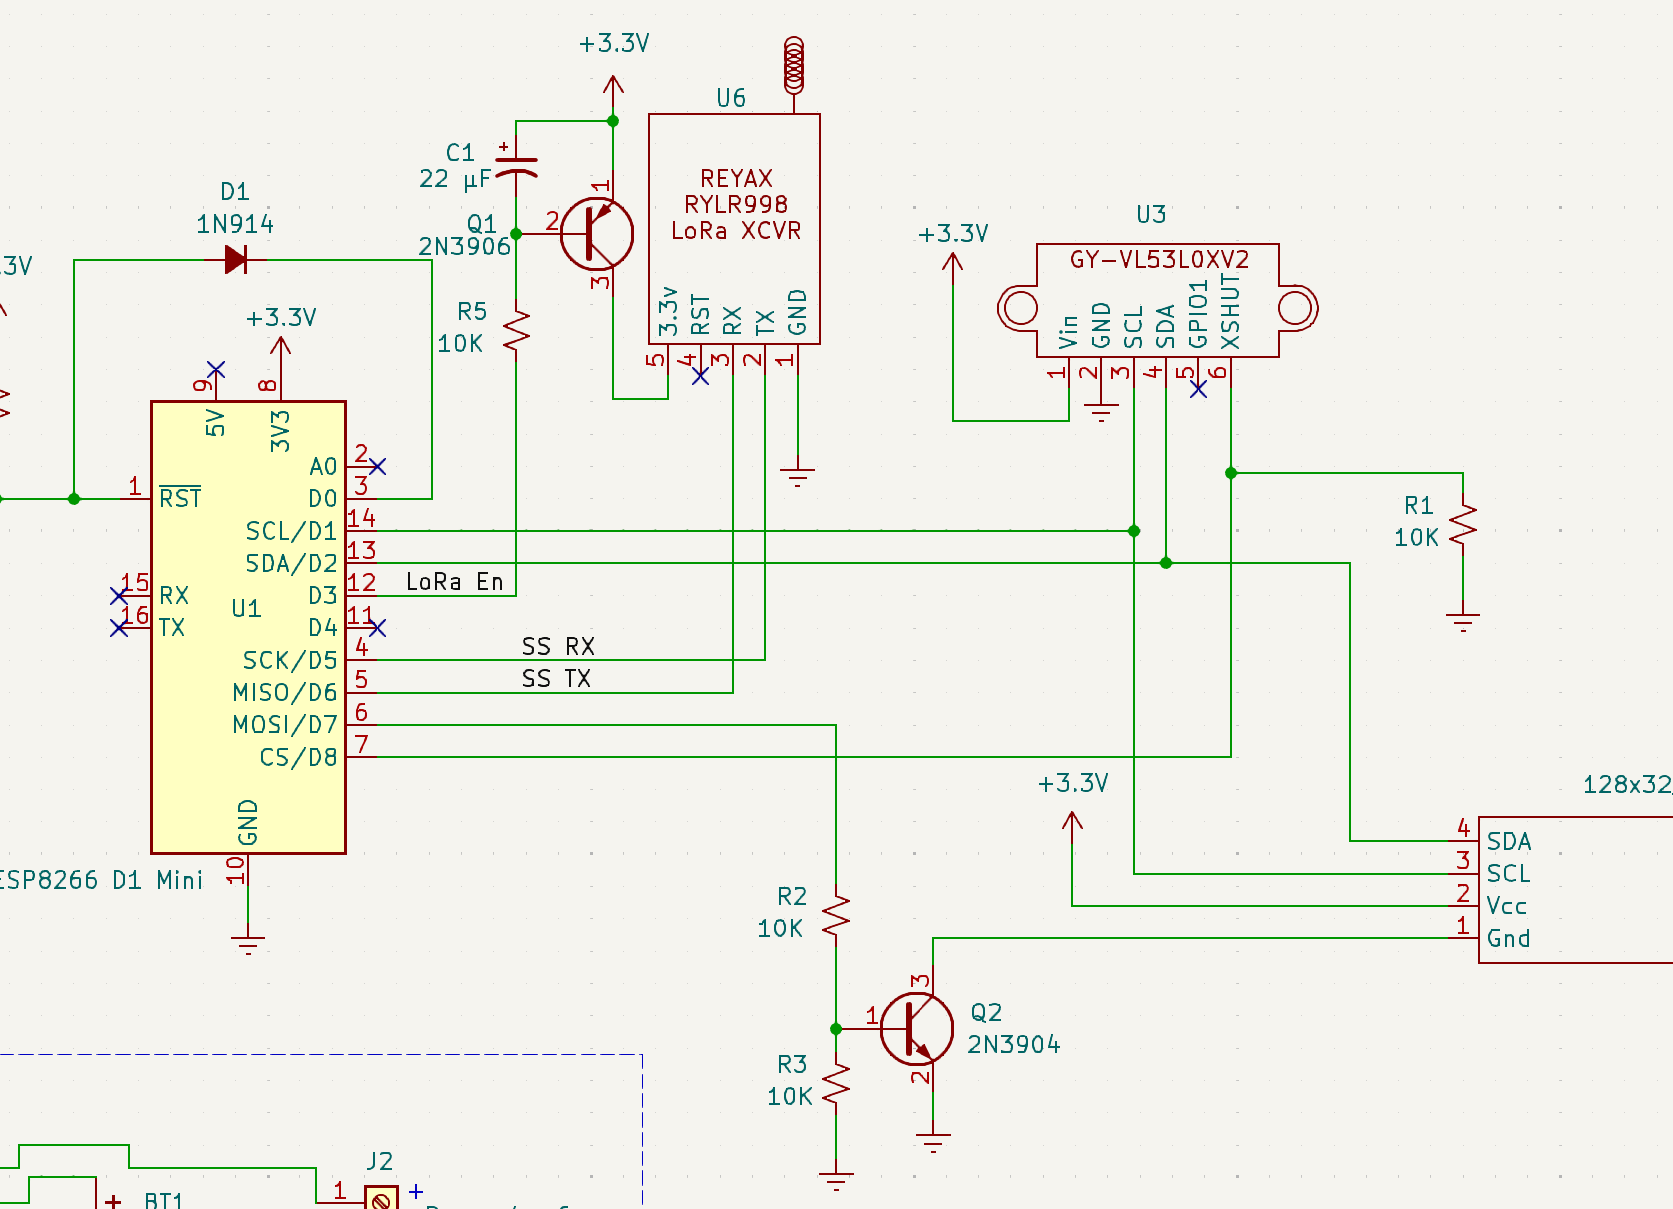 +3.3V
U6
C1
+
22 µF
REYAX
RYLR998
LoRa XCVR
1
D1
1N914
Q1
2
2N3906
3
3.3v
RST
RX
TX
GND
5
4
3
2
1
U3
+3.3V
GY-VL53L0XV2
Vin
GND
SCL
SDA
GPIO1
XSHUT
1
2
3
4
5
6
.3V
R5
10K
+3.3V
9
8
5V
3V3
A0
2
1
RST
D0
3
SCL/D1
14
SDA/D2
13
15
RX
D3
12
LoRa En
U1
16
TX
D4
11
SCK/D5
4
SS RX
MISO/D6
5
SS TX
MOSI/D7
6
CS/D8
7
GND
10
ESP8266 D1 Mini
R1
10K
+3.3V
128x32
4
SDA
3
SCL
2
Vcc
1
Gnd
R2
10K
3
1
Q2
2N3904
2
R3
10K
J2
1
+
+
BT1